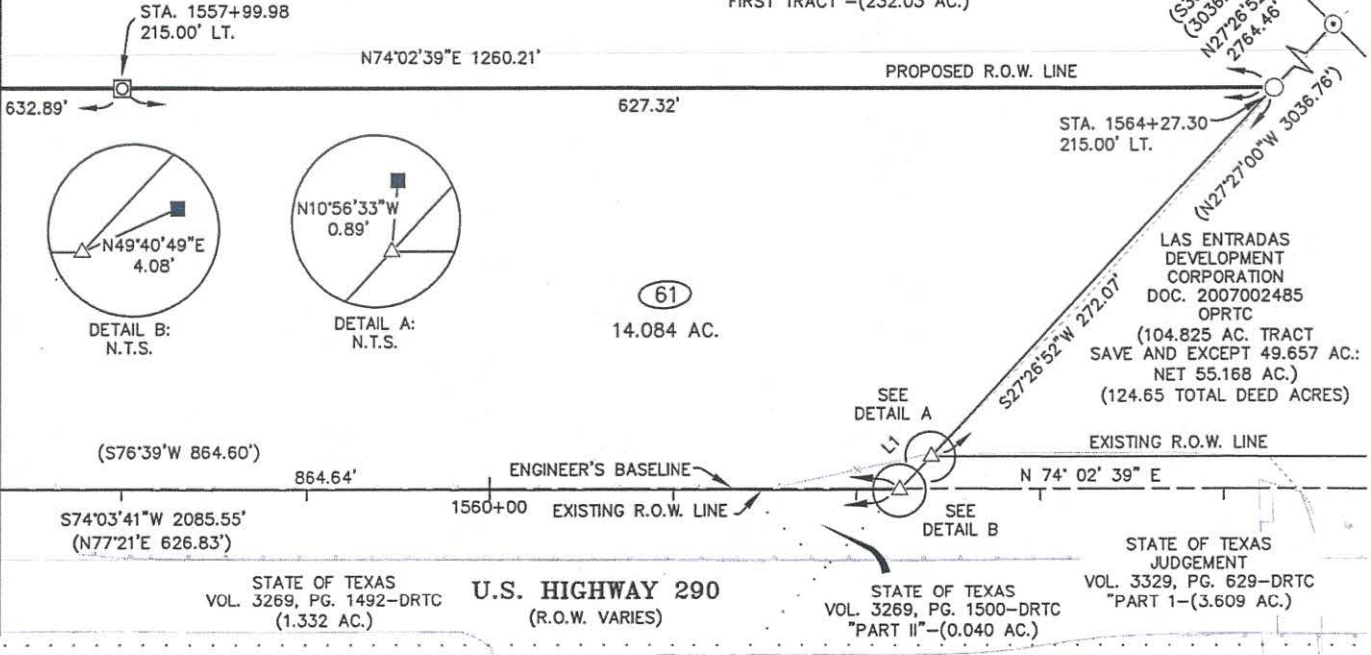 STA. 1557+99.98
215.00' LT.
FIRST TRACT -(232.03 AC.)
(3036.
N27°26'52"
2764.46'
N74°02'39"E 1260.21'
PROPOSED R.O.W. LINE
632.89'
627.32'
STA. 1564+27.30
215.00' LT.
(N27°27'00"W 3036.76')
N49°40'49"E
4.08'
DETAIL B:
N.T.S.
N10°56'33"W
0.89'
DETAIL A:
N.T.S.
61
14.084 AC.
LAS ENTRADAS
DEVELOPMENT
CORPORATION
DOC. 2007002485
OPRTC
(104.825 AC. TRACT
SAVE AND EXCEPT 49.657 AC.:
NET 55.168 AC.)
(124.65 TOTAL DEED ACRES)
S27°26'52"W 272.07'
SEE
DETAIL A
L1
(S76°39'W 864.60')
864.64'
ENGINEER'S BASELINE
EXISTING R.O.W. LINE
N 74° 02' 39" E
1560+00
EXISTING R.O.W. LINE
SEE
DETAIL B
S74°03'41"W 2085.55'
(N77°21'E 626.83')
STATE OF TEXAS
VOL. 3269, PG. 1492-DRTC
(1.332 AC.)
U.S. HIGHWAY 290
(R.O.W. VARIES)
STATE OF TEXAS
VOL. 3269, PG. 1500-DRTC
"PART II"-(0.040 AC.)
STATE OF TEXAS
JUDGEMENT
VOL. 3329, PG. 629-DRTC
"PART 1-(3.609 AC.)